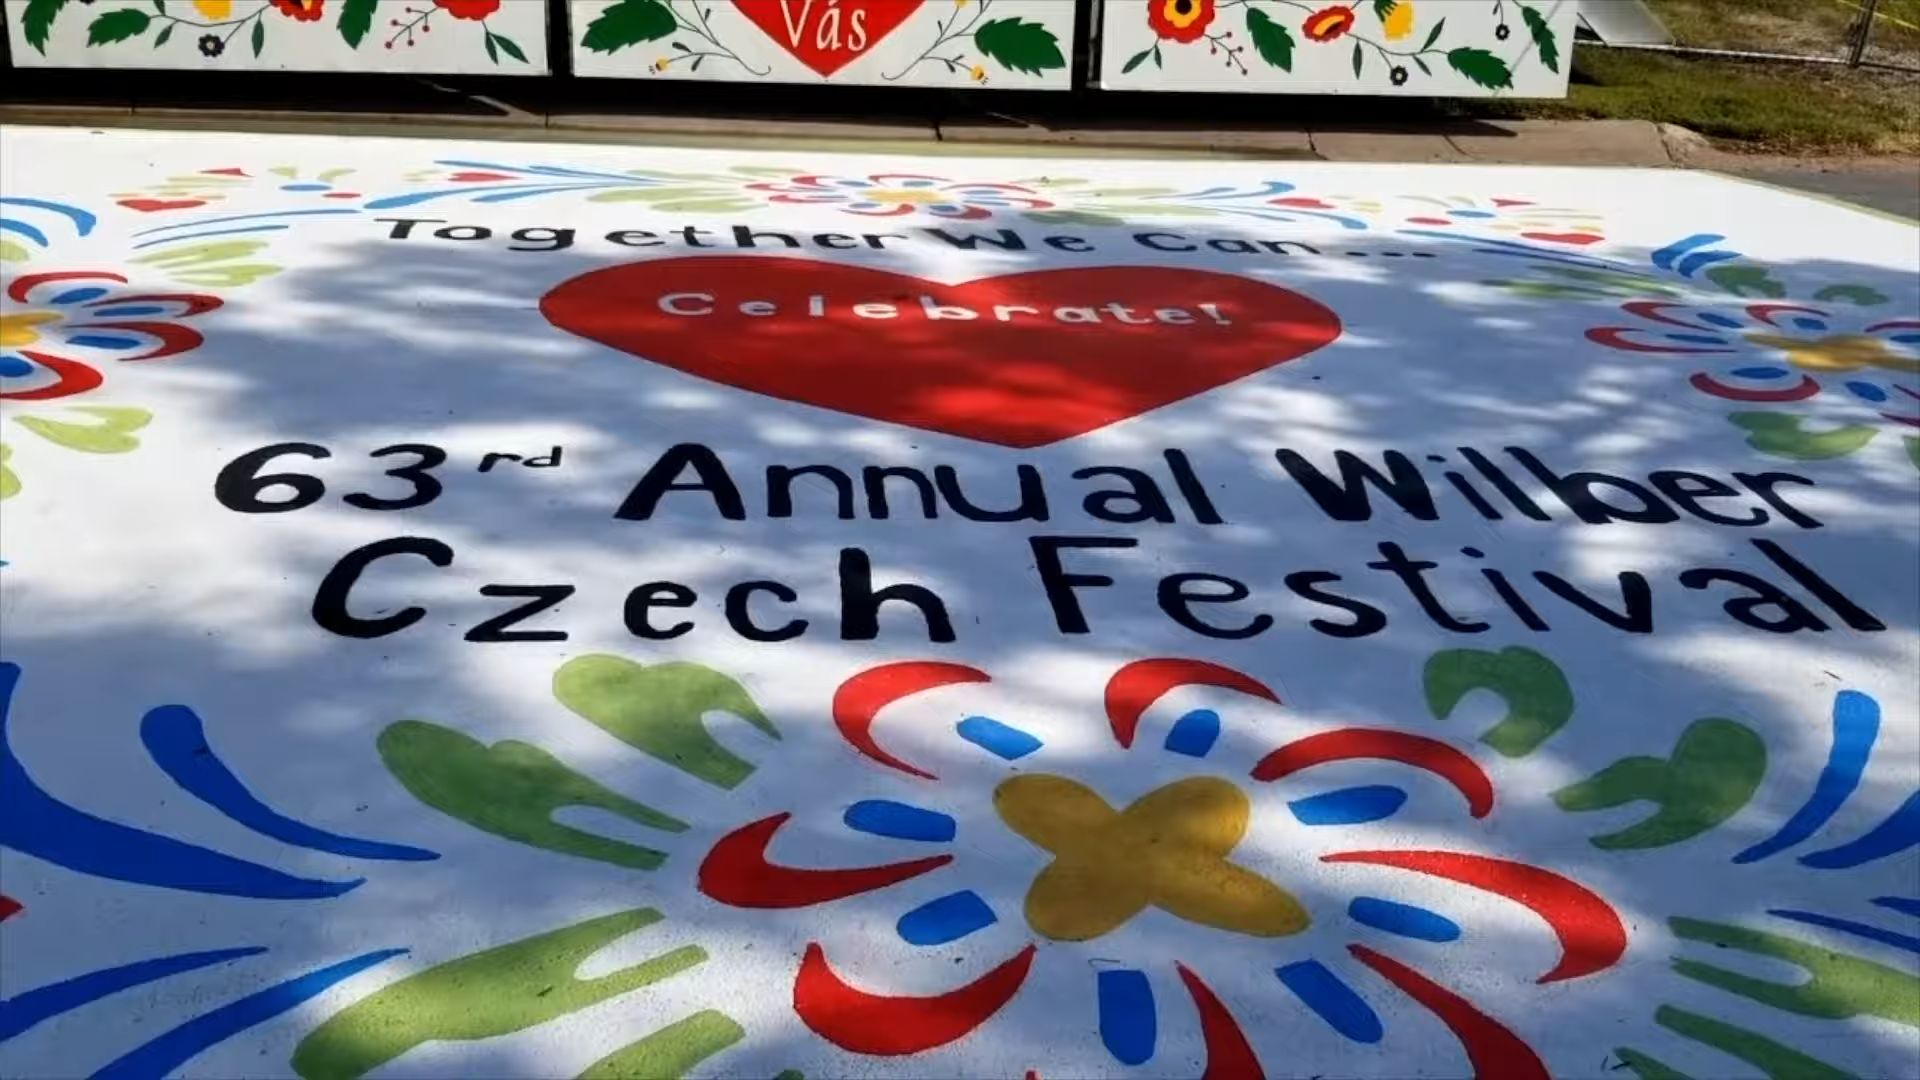 Vás
Together We Can...
Celebrate!
63rd Annual Wilber
Czech Festival